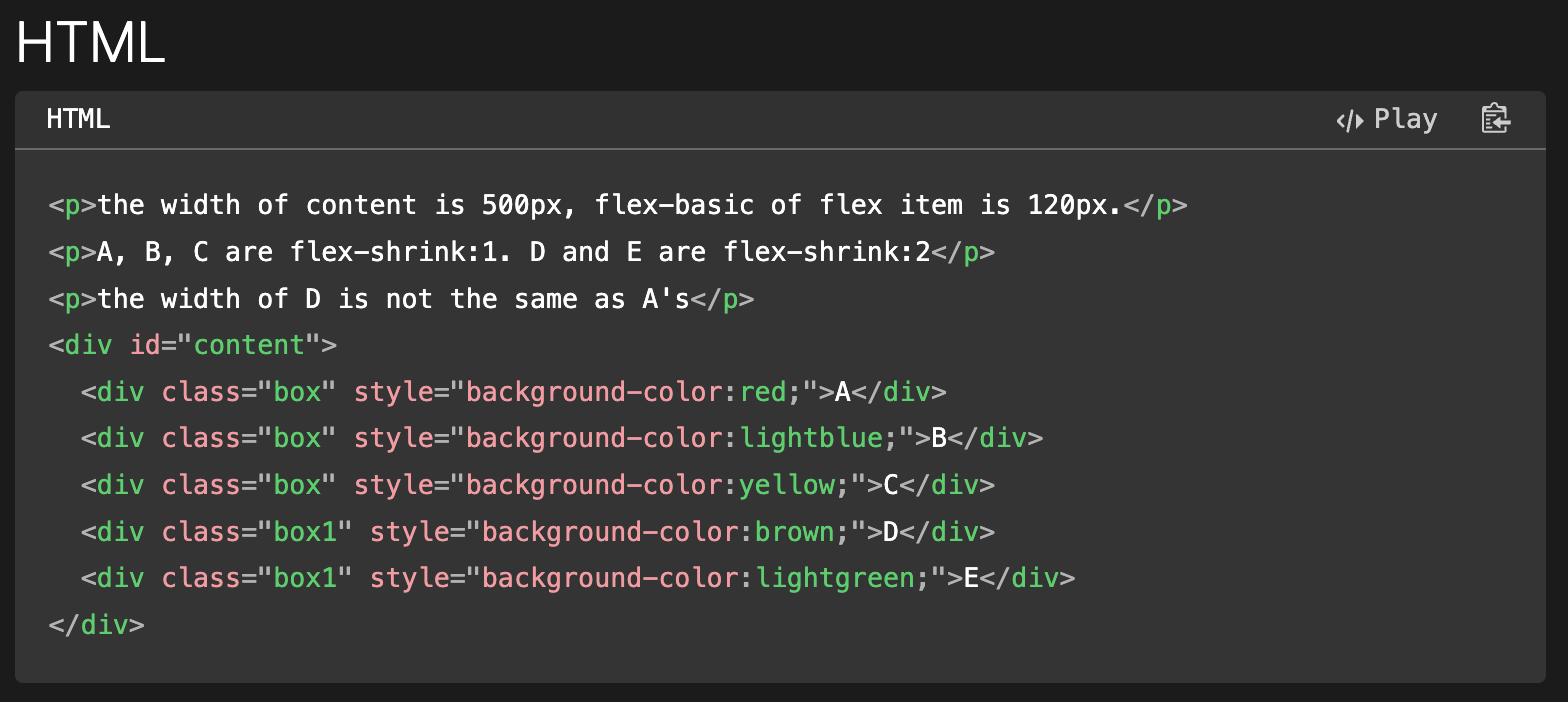 HTML
HTML
</> Play
<p>the width of content is 500px, flex-basic of flex item is 120px.</p>
<p>A, B, C are flex-shrink:1. D and E are flex-shrink:2</p>
<p>the width of D is not the same as A's</p>
<div id="content">
  <div class="box" style="background-color:red;">A</div>
  <div class="box" style="background-color:lightblue;">B</div>
  <div class="box" style="background-color:yellow;">C</div>
  <div class="box1" style="background-color:brown;">D</div>
  <div class="box1" style="background-color:lightgreen;">E</div>
</div>